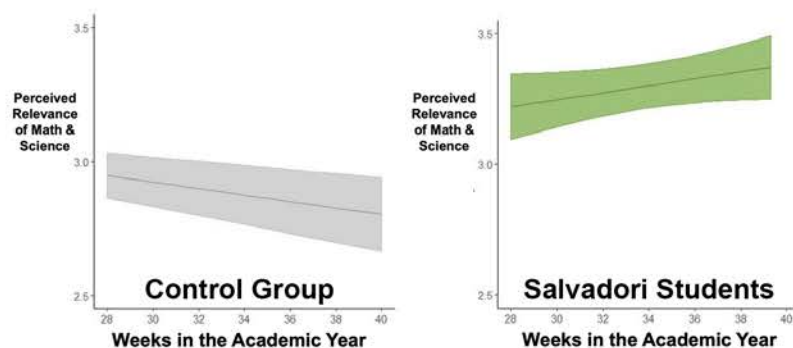 3.5
Perceived
Relevance
of Math &
Science
3.0
2.5
Control Group
28 30 32 34 36 38 40
Weeks in the Academic Year
3.5
Perceived
Relevance
of Math &
Science
3.0
2.5
Salvadori Students
28 30 32 34 36 38 40
Weeks in the Academic Year